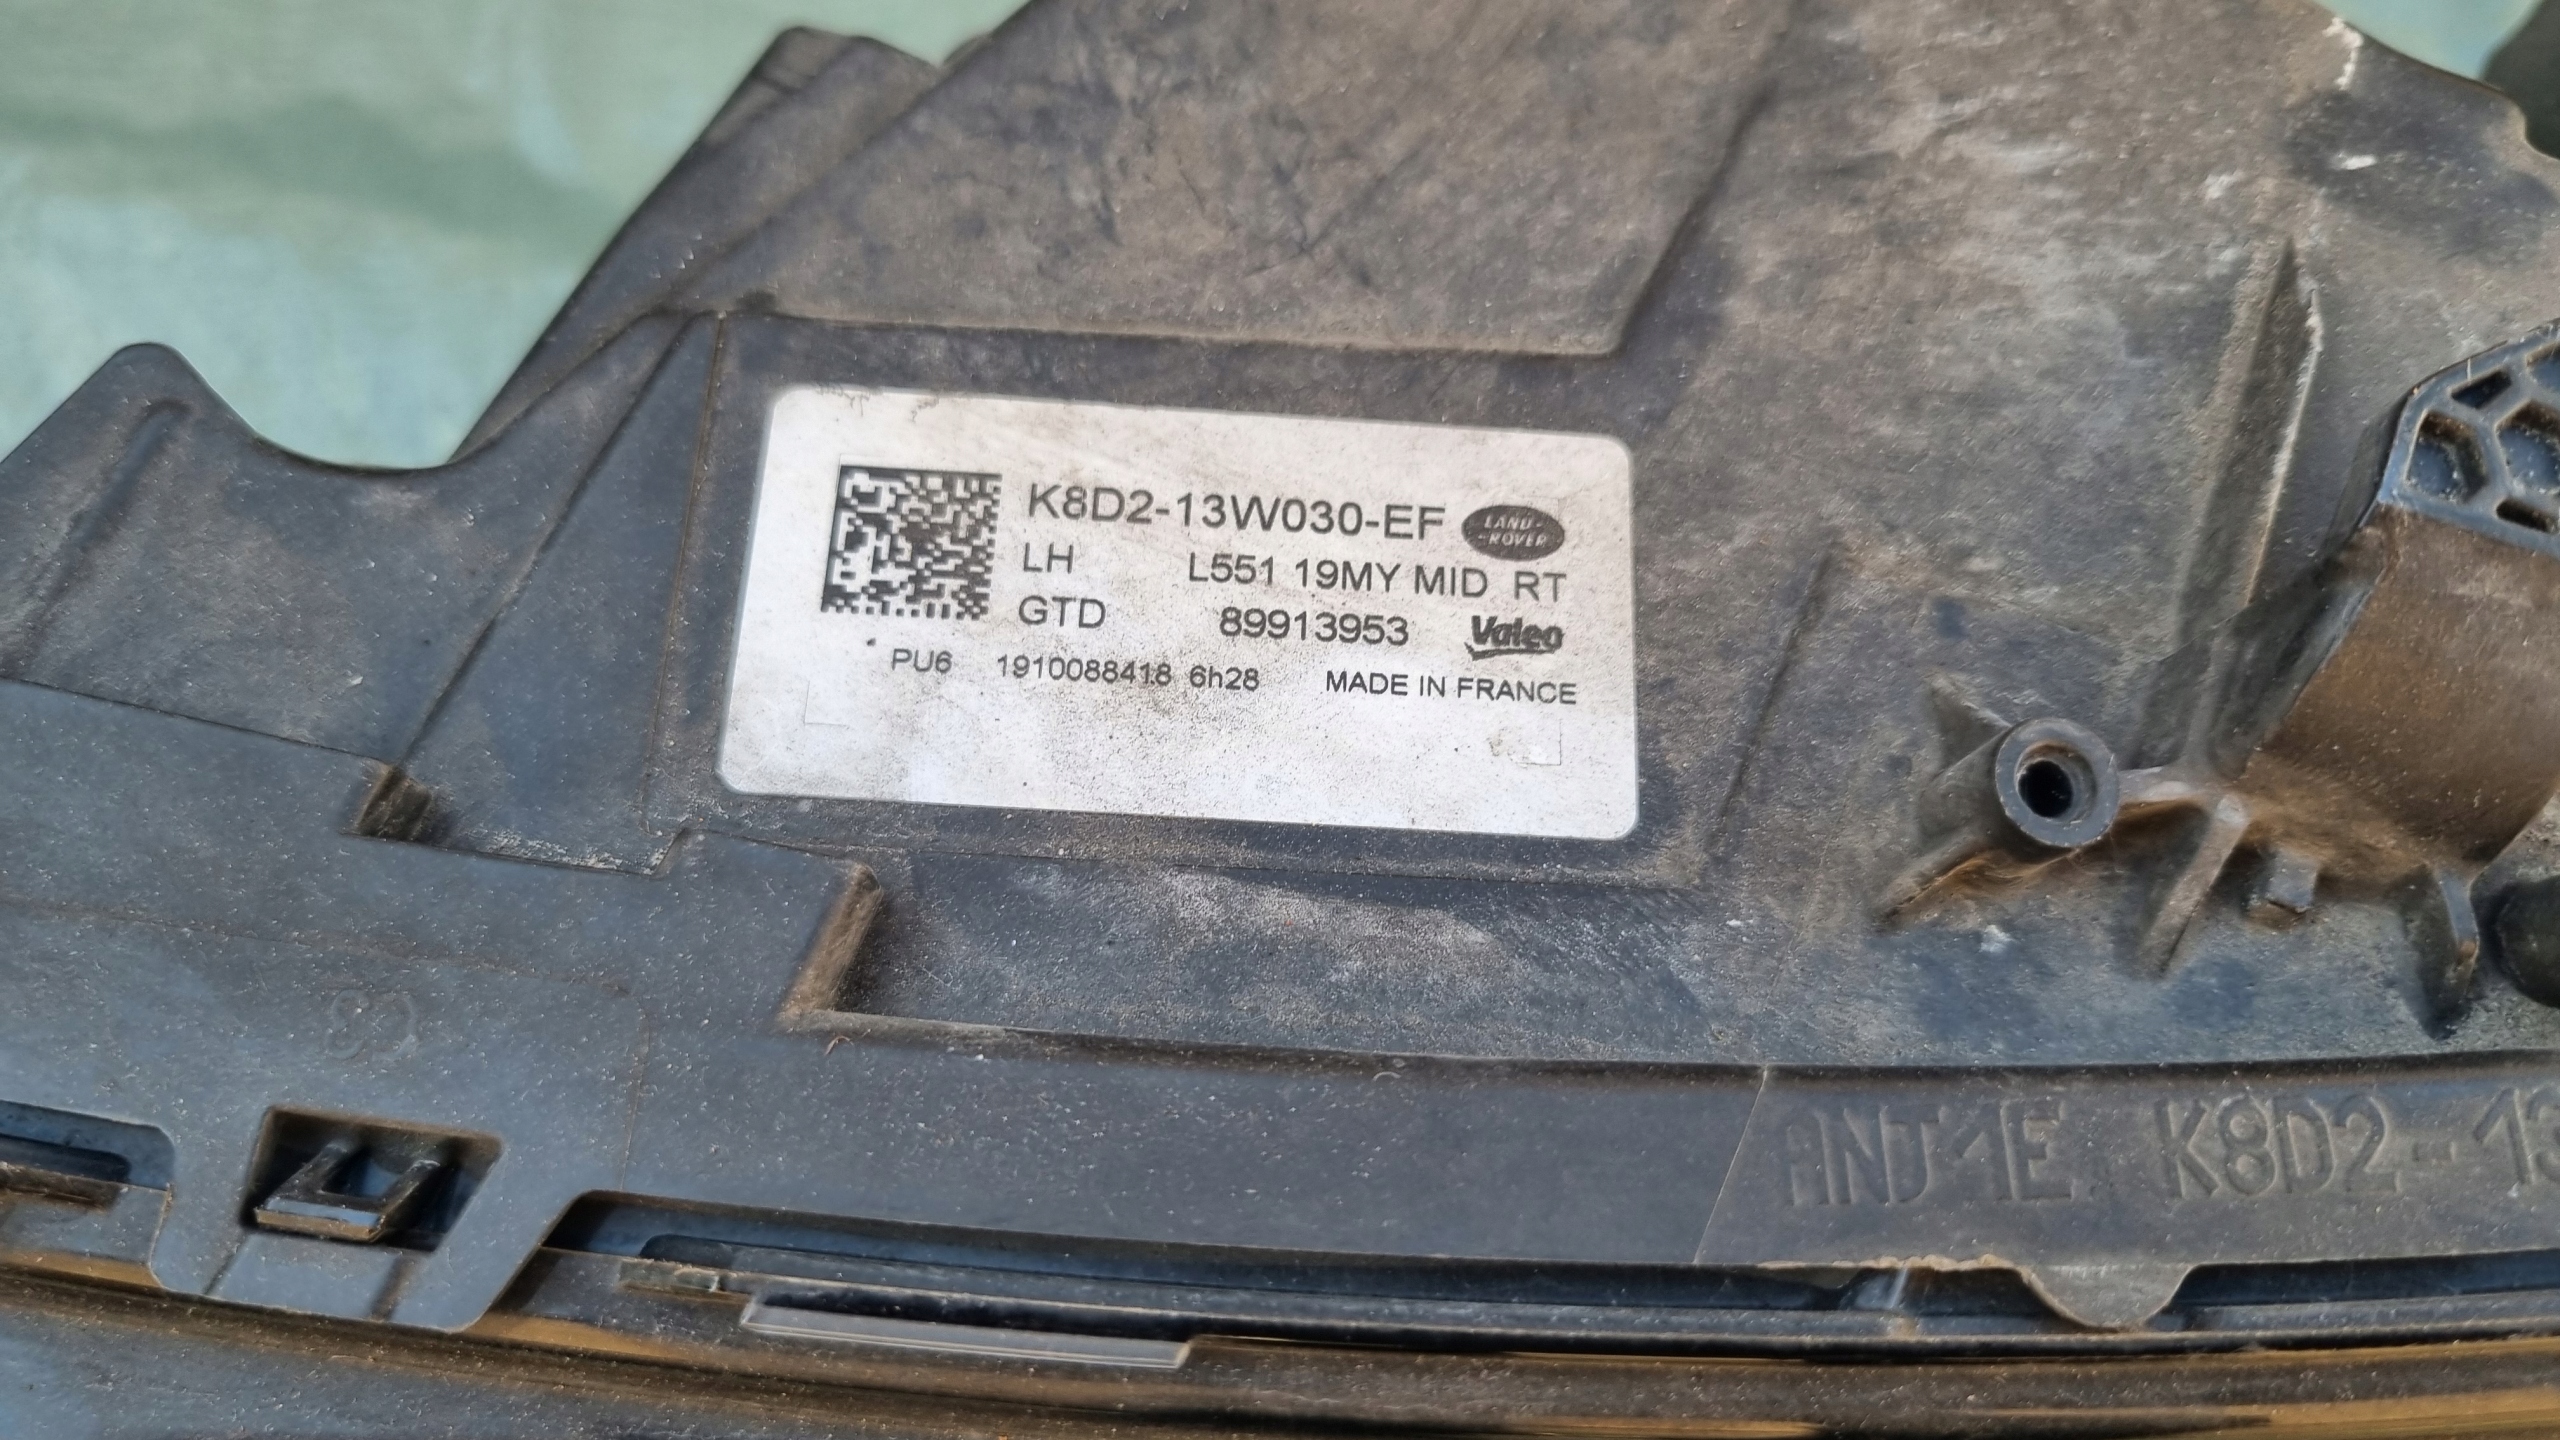 K8D2-13W030-EF LAND-ROVER
LH L551 19MY MID RT
GTD 89913953 Valeo
PU6 1910088418 6h28 MADE IN FRANCE
K8D2-13